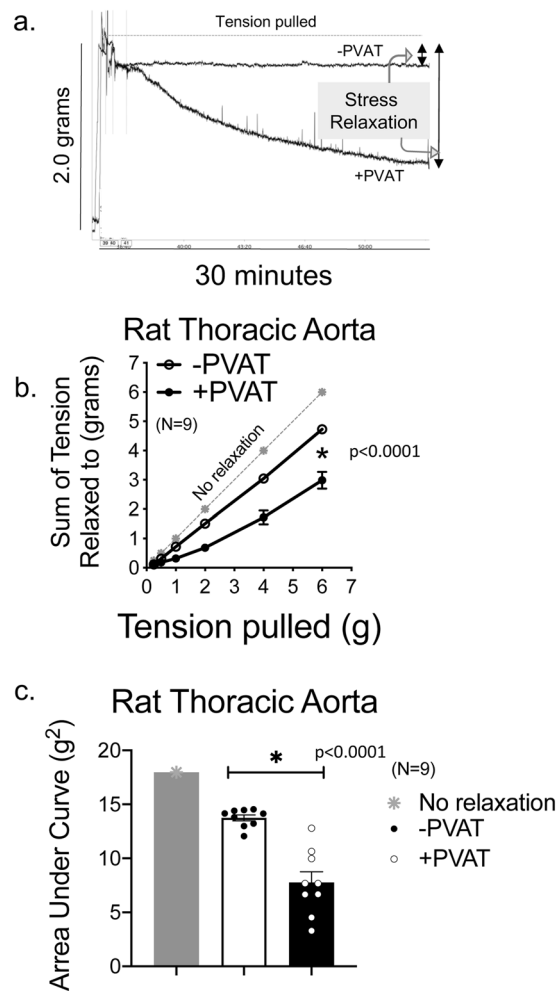 a.
Tension pulled
-PVAT
Stress
Relaxation
+PVAT
2.0 grams
40:00 43:20 46:40 50:00
30 minutes
b.
Rat Thoracic Aorta
-PVAT
+PVAT
(N=9)
No relaxation
*
p<0.0001
Sum of Tension
Relaxed to (grams)
7
6
5
4
3
2
1
0
0 1 2 3 4 5 6 7
Tension pulled (g)
c.
Rat Thoracic Aorta
Arrea Under Curve (g²)
20
15
10
5
0
*
p<0.0001
(N=9)
No relaxation
-PVAT
+PVAT